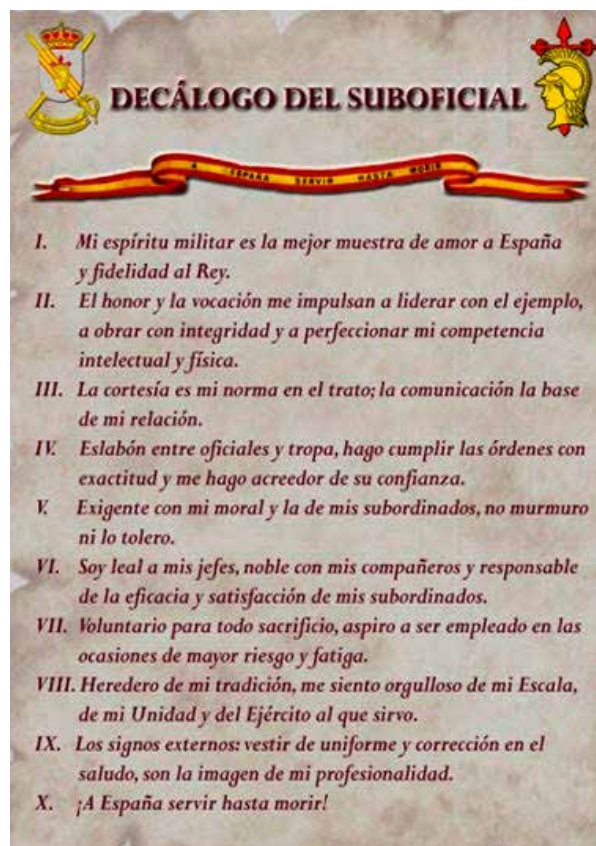 DECÁLOGO DEL SUBOFICIAL
A ESPAÑA SERVIR HASTA MORIR
I. Mi espíritu militar es la mejor muestra de amor a España
y fidelidad al Rey.
II. El honor y la vocación me impulsan a liderar con el ejemplo,
a obrar con integridad y a perfeccionar mi competencia
intelectual y física.
III. La cortesía es mi norma en el trato; la comunicación la base
de mi relación.
IV. Eslabón entre oficiales y tropa, hago cumplir las órdenes con
exactitud y me hago acreedor de su confianza.
V. Exigente con mi moral y la de mis subordinados, no murmuro
ni lo tolero.
VI. Soy leal a mis jefes, noble con mis compañeros y responsable
de la eficacia y satisfacción de mis subordinados.
VII. Voluntario para todo sacrificio, aspiro a ser empleado en las
ocasiones de mayor riesgo y fatiga.
VIII. Heredero de mi tradición, me siento orgulloso de mi Escala,
de mi Unidad y del Ejército al que sirvo.
IX. Los signos externos: vestir de uniforme y corrección en el
saludo, son la imagen de mi profesionalidad.
X. ¡A España servir hasta morir!